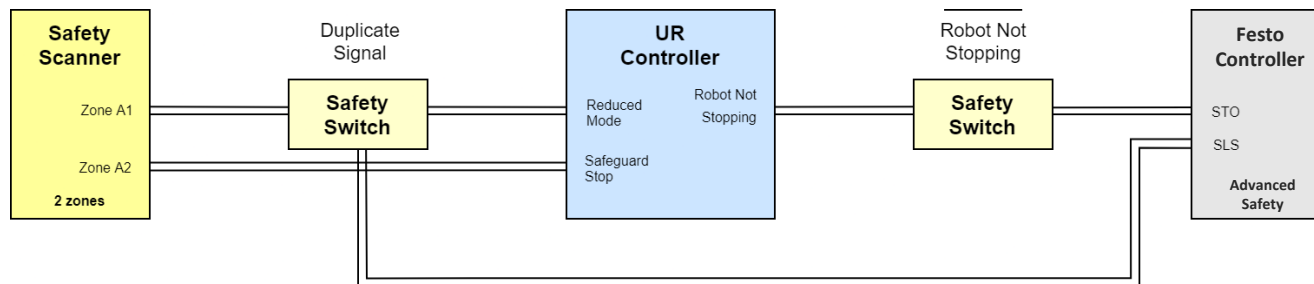 Safety
Scanner
Zone A1
Zone A2
2 zones
Duplicate
Signal
Safety
Switch
UR
Controller
Reduced
Mode
Robot Not
Stopping
Safeguard
Stop
Robot Not
Stopping
Safety
Switch
Festo
Controller
STO
SLS
Advanced
Safety